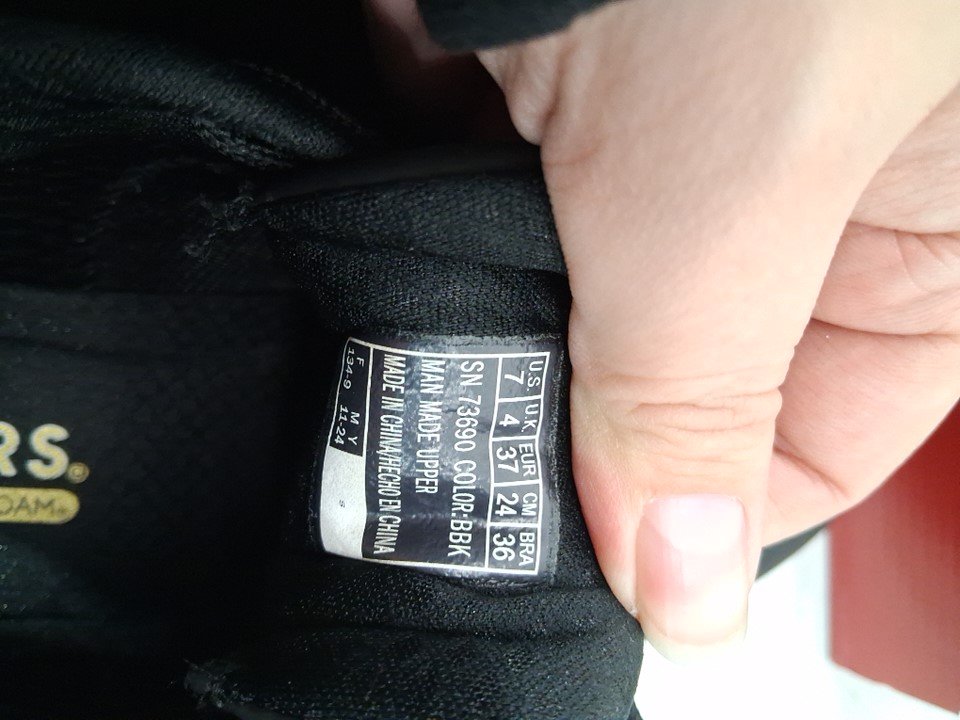 U.S. U.K EUR CM BRA
7 4 37 24 36
SN 73690 COLOR:BBK
MAN MADE UPPER
MADE IN CHINA/HECHO EN CHINA
F M Y
134-9 11-24
s
RS©
OAM®